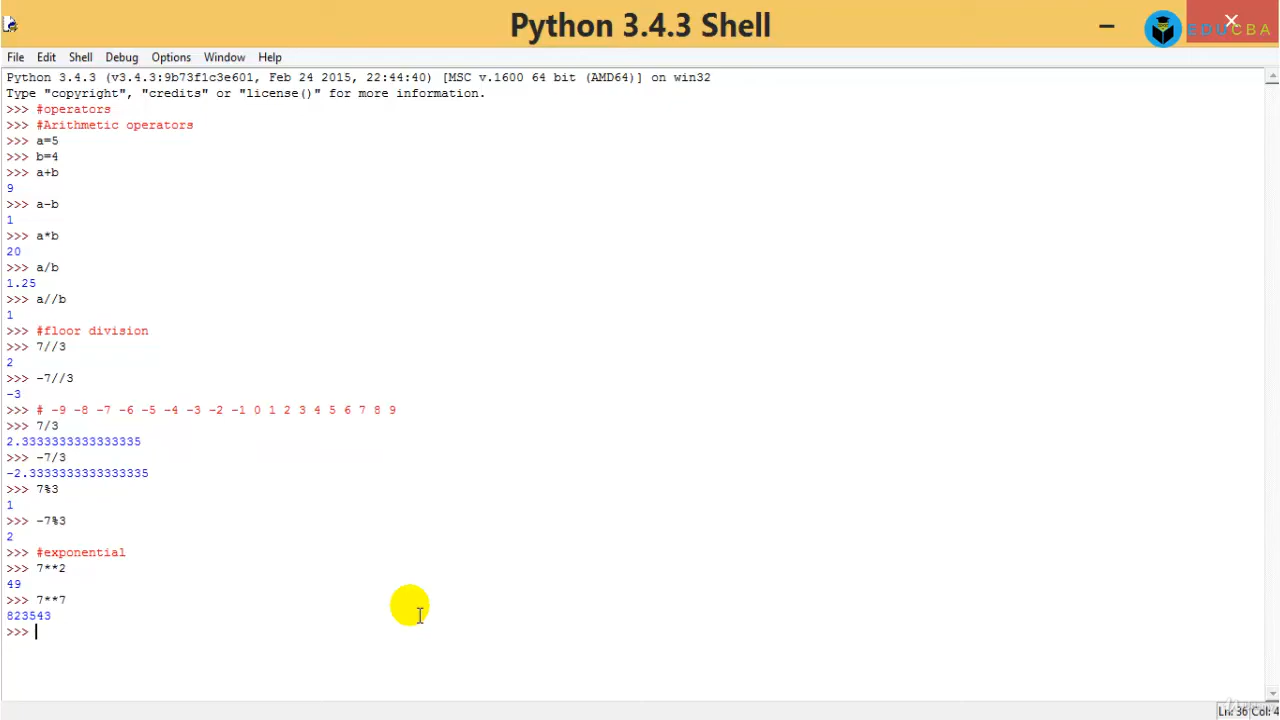 Python 3.4.3 Shell
EDUCBA
File Edit Shell Debug Options Window Help
Python 3.4.3 (v3.4.3:9b73f1c3e601, Feb 24 2015, 22:44:40) [MSC v.1600 64 bit (AMD64)] on win32
Type "copyright", "credits" or "license()" for more information.
>>> #operators
>>> #Arithmetic operators
>>> a=5
>>> b=4
>>> a+b
9
>>> a-b
1
>>> a*b
20
>>> a/b
1.25
>>> a//b
1
>>> #floor division
>>> 7//3
2
>>> -7//3
-3
>>> # -9 -8 -7 -6 -5 -4 -3 -2 -1 0 1 2 3 4 5 6 7 8 9
>>> 7/3
2.3333333333333335
>>> -7/3
-2.3333333333333335
>>> 7%3
1
>>> -7%3
2
>>> #exponential
>>> 7**2
49
>>> 7**7
823543
>>>
Ln: 36 Col: 4